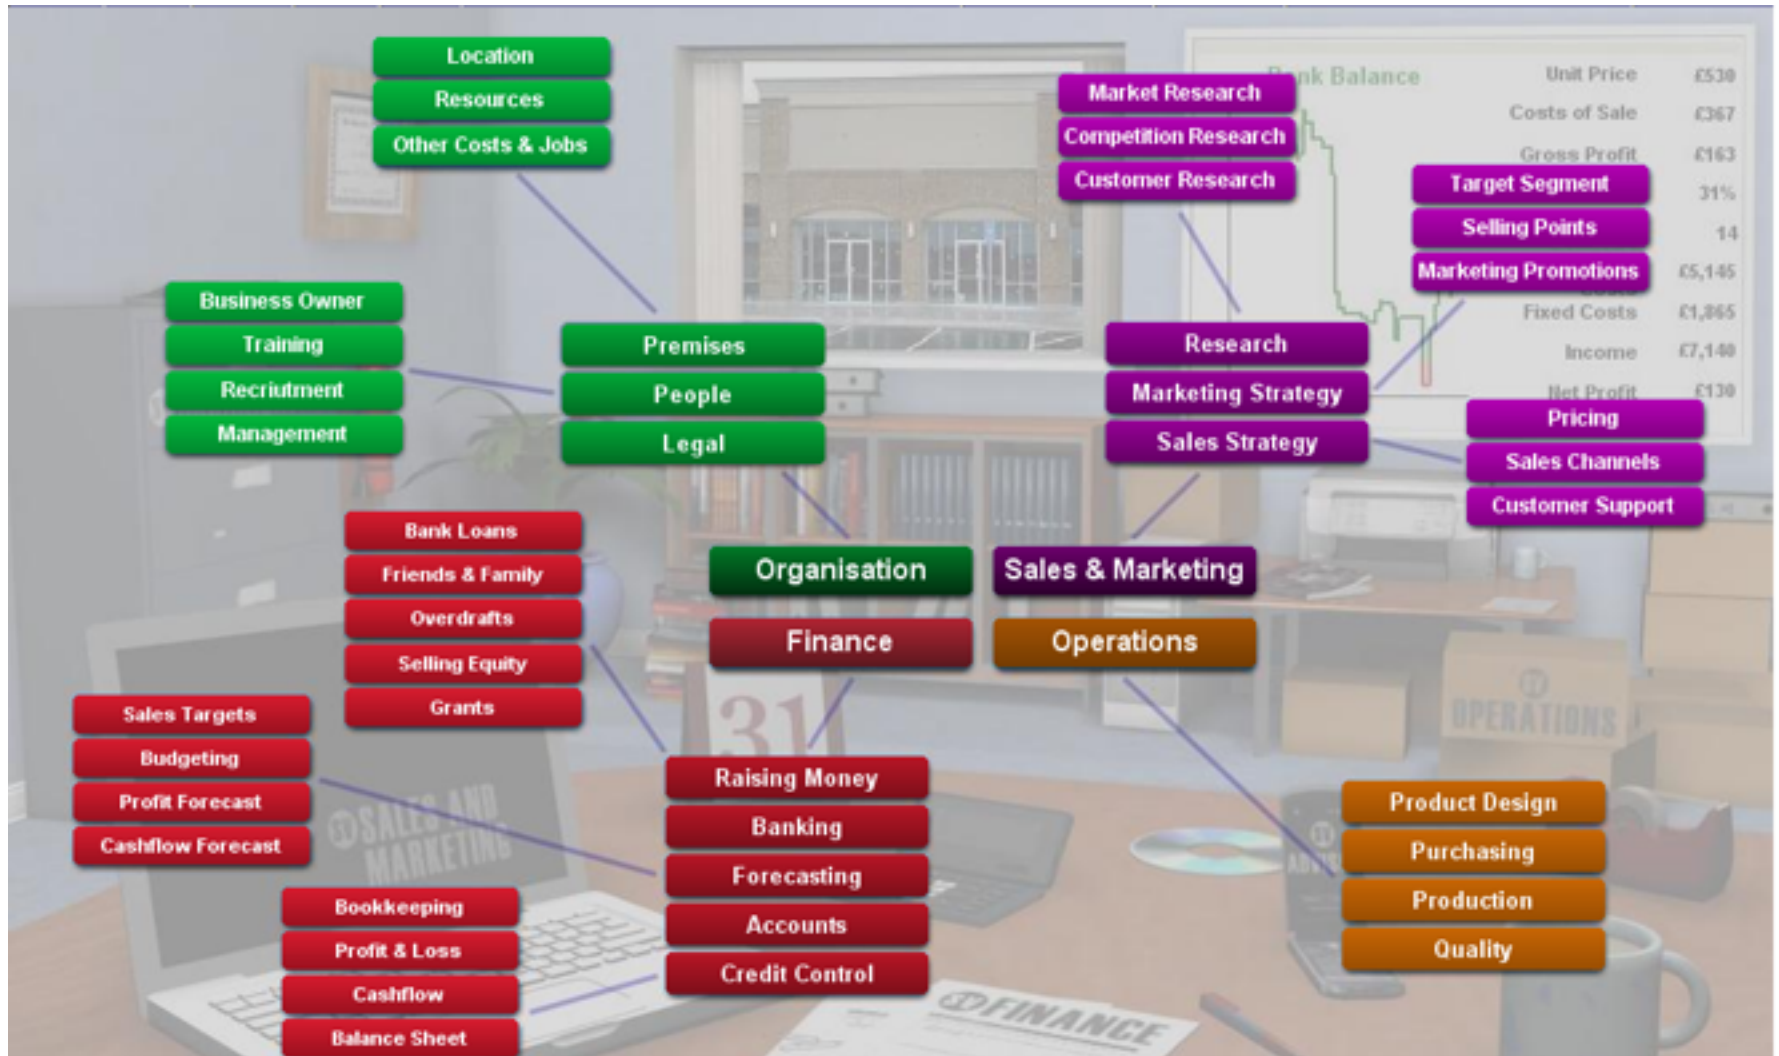 Location
Resources
Other Costs & Jobs
Market Research
Competition Research
Customer Research
nk Balance
Unit Price £530
Costs of Sale £367
Gross Profit £163
31%
14
£5,145
Fixed Costs £1,865
Income £7,140
Net Profit £130
Target Segment
Selling Points
Marketing Promotions
Business Owner
Training
Recriutment
Management
Premises
People
Legal
Research
Marketing Strategy
Sales Strategy
Pricing
Sales Channels
Customer Support
Bank Loans
Friends & Family
Overdrafts
Selling Equity
Grants
Organisation
Sales & Marketing
Finance
Operations
OPERATIONS
31
Sales Targets
Budgeting
Profit Forecast
Cashflow Forecast
SALES AND
MARKETING
Raising Money
Banking
Forecasting
Accounts
Credit Control
Product Design
Purchasing
Production
Quality
Bookkeeping
Profit & Loss
Cashflow
Balance Sheet
FINANCE